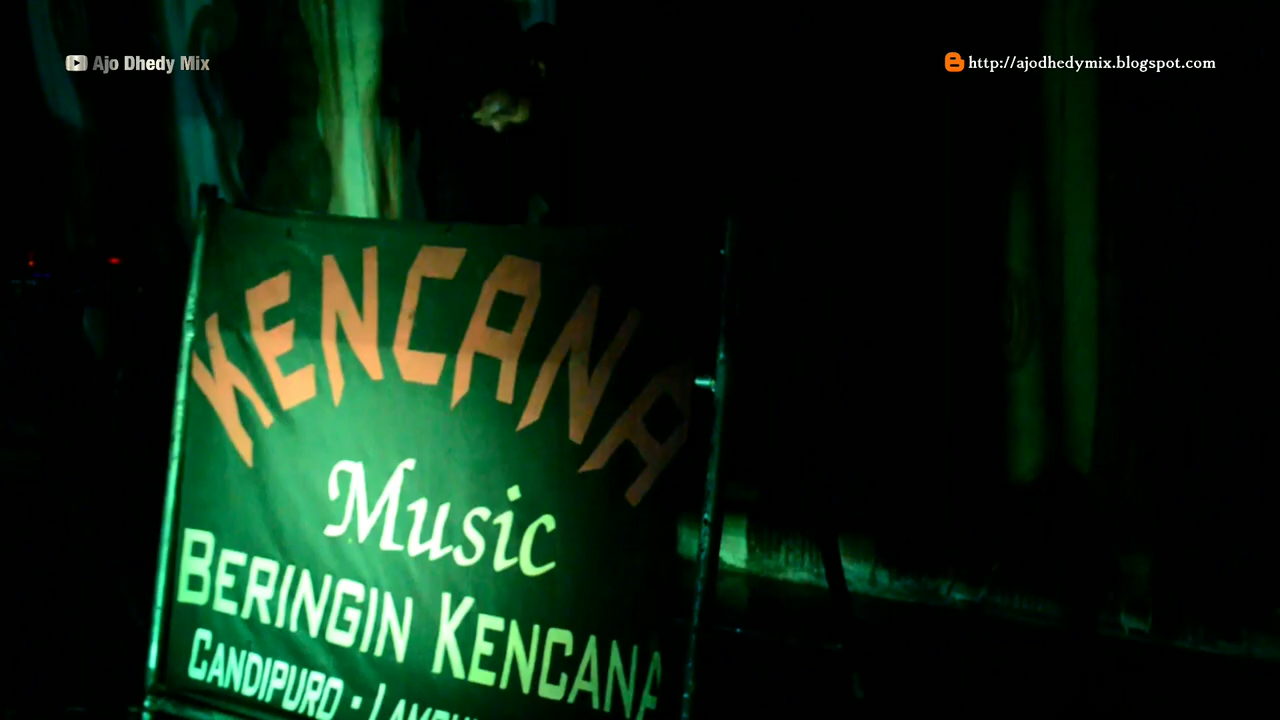 Ajo Dhedy Mix
http://ajodhedymix.blogspot.com
KENCANA
Music
BERINGIN KENCANA
CANDIPURO •